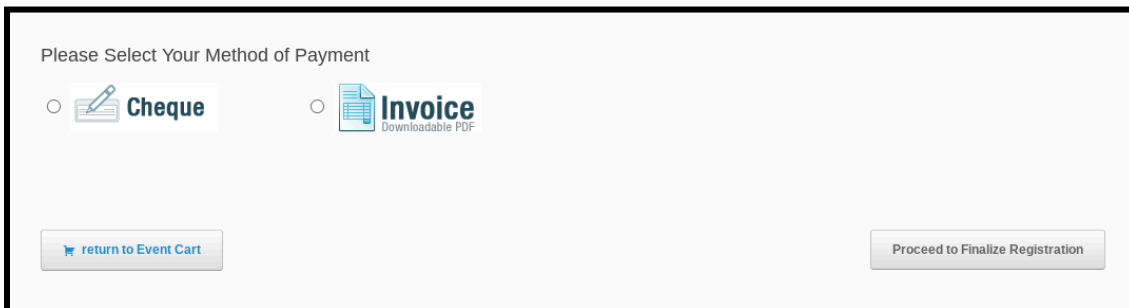 Please Select Your Method of Payment
Cheque
Invoice
Downloadable PDF
return to Event Cart
Proceed to Finalize Registration